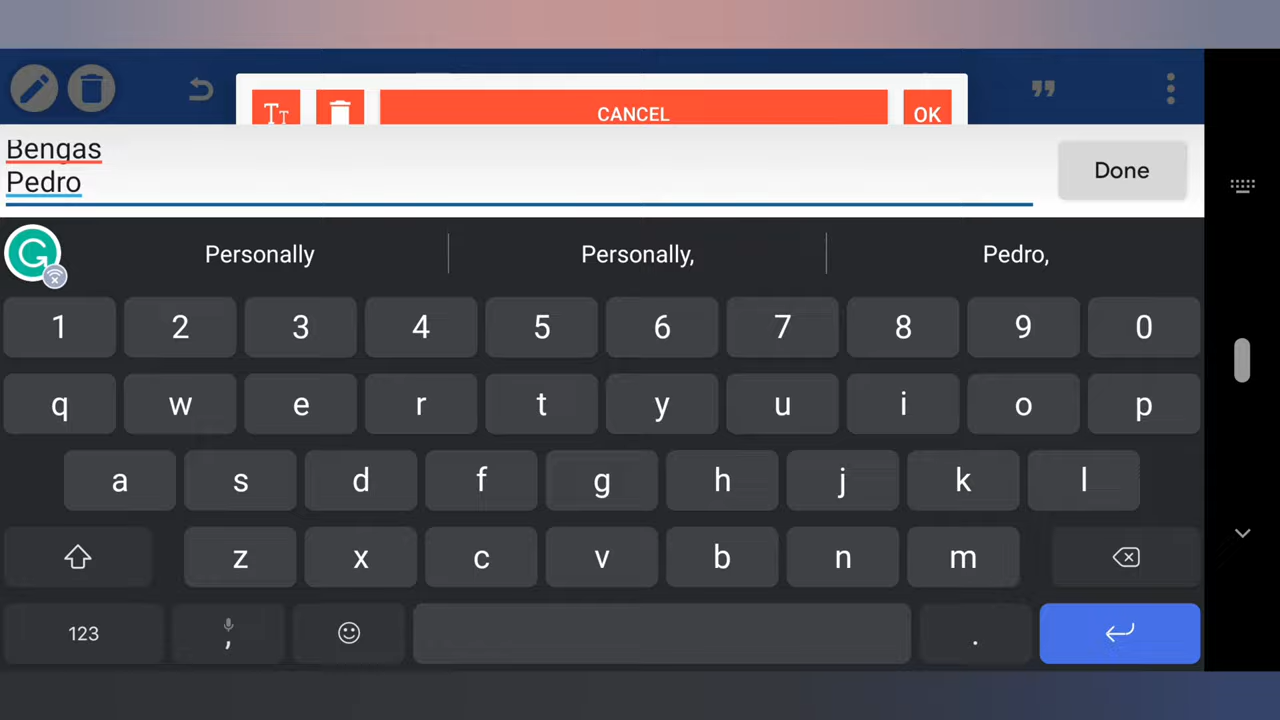 TT
CANCEL
OK
Bengas
Pedro
Done
Personally
Personally,
Pedro,
1 2 3 4 5 6 7 8 9 0
q w e r t y u i o p
a s d f g h j k l
z x c v b n m
123 , .